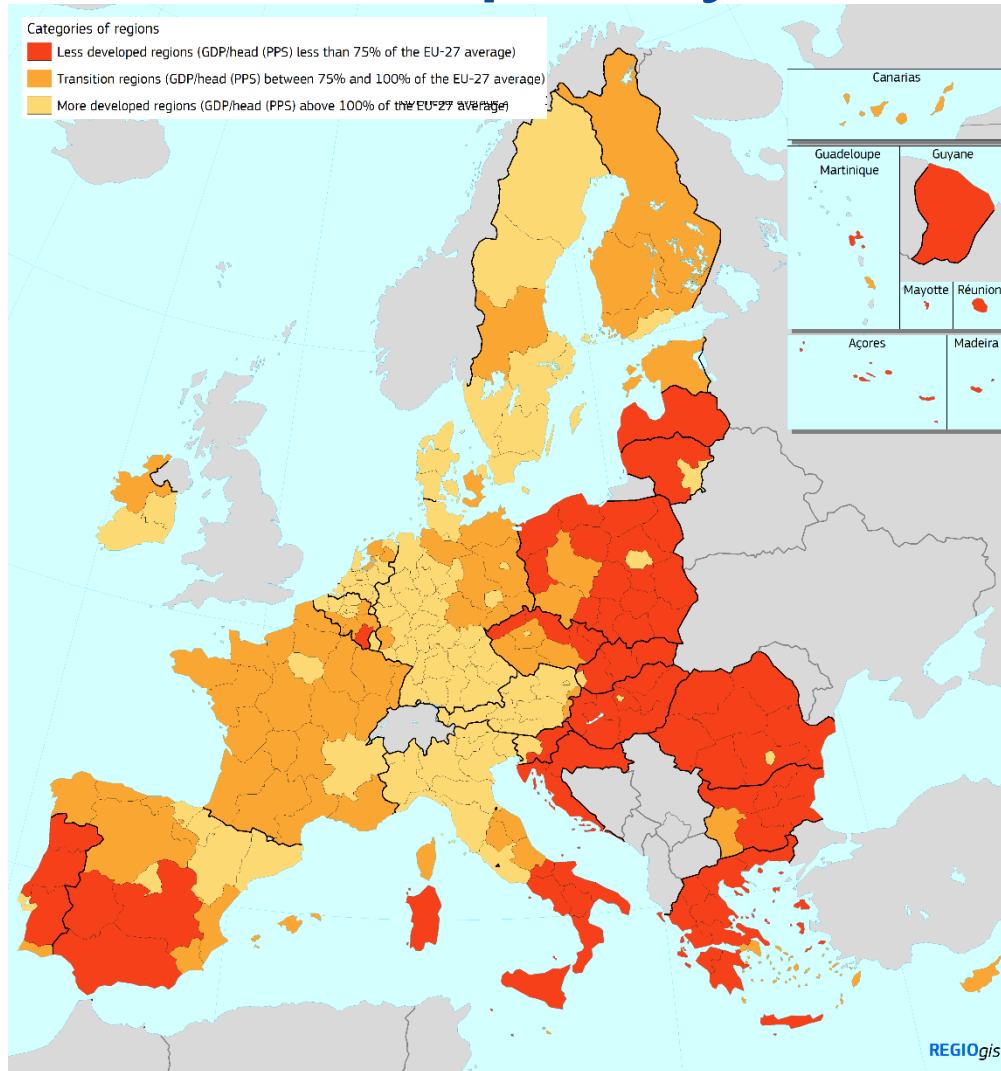 Categories of regions
Less developed regions (GDP/head (PPS) less than 75% of the EU-27 average)
Transition regions (GDP/head (PPS) between 75% and 100% of the EU-27 average)
More developed regions (GDP/head (PPS) above 100% of the EU-27 average)
Canarias
Guadeloupe
Martinique
Guyane
Mayotte
Réunion
Açores
Madeira
REGIOgis